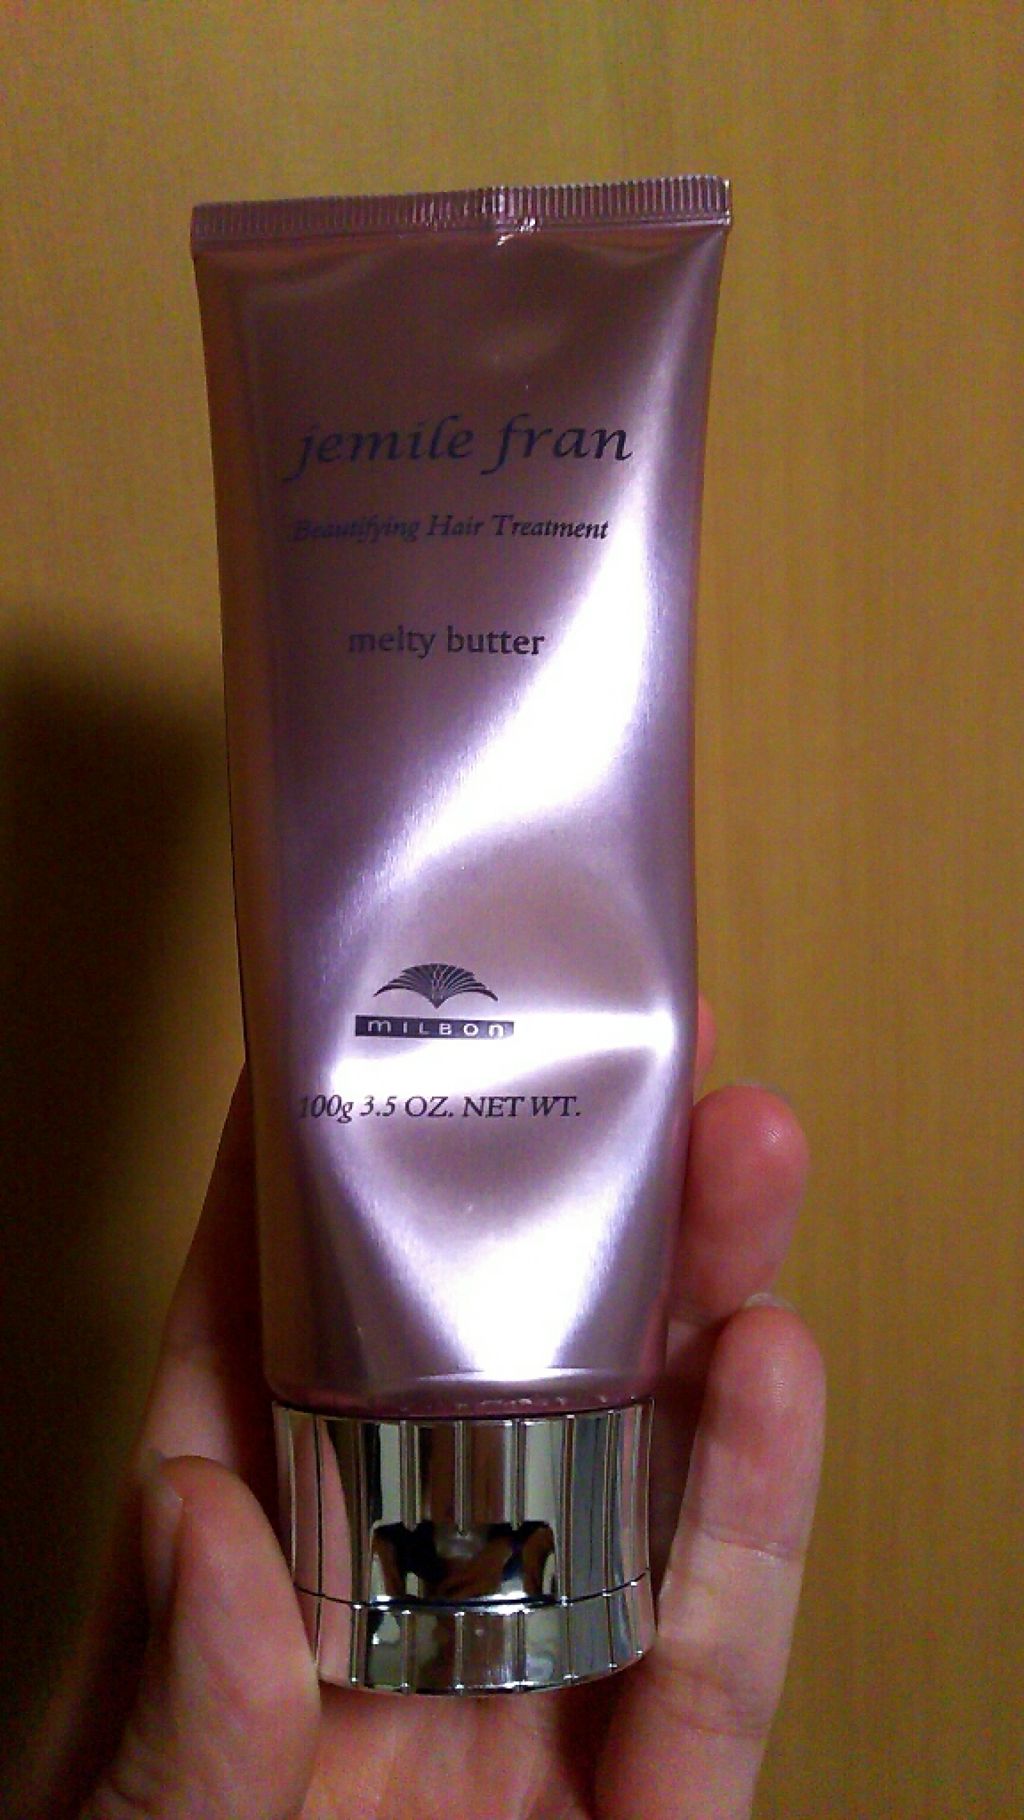 jemile fran
Beautifying Hair Treatment
melty butter
MILBON
100g 3.5 OZ. NET WT.